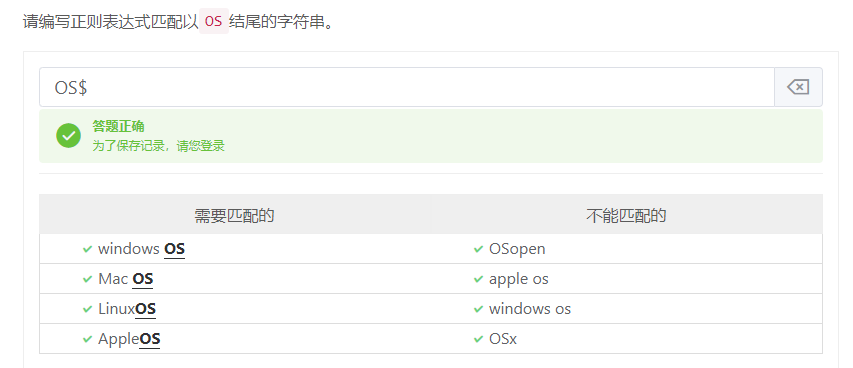 请编写正则表达式匹配以 OS 结尾的字符串。
OS$
答题正确
为了保存记录，请您登录
需要匹配的 不能匹配的
windows OS OSopen
Mac OS apple os
LinuxOS windows os
AppleOS OSx